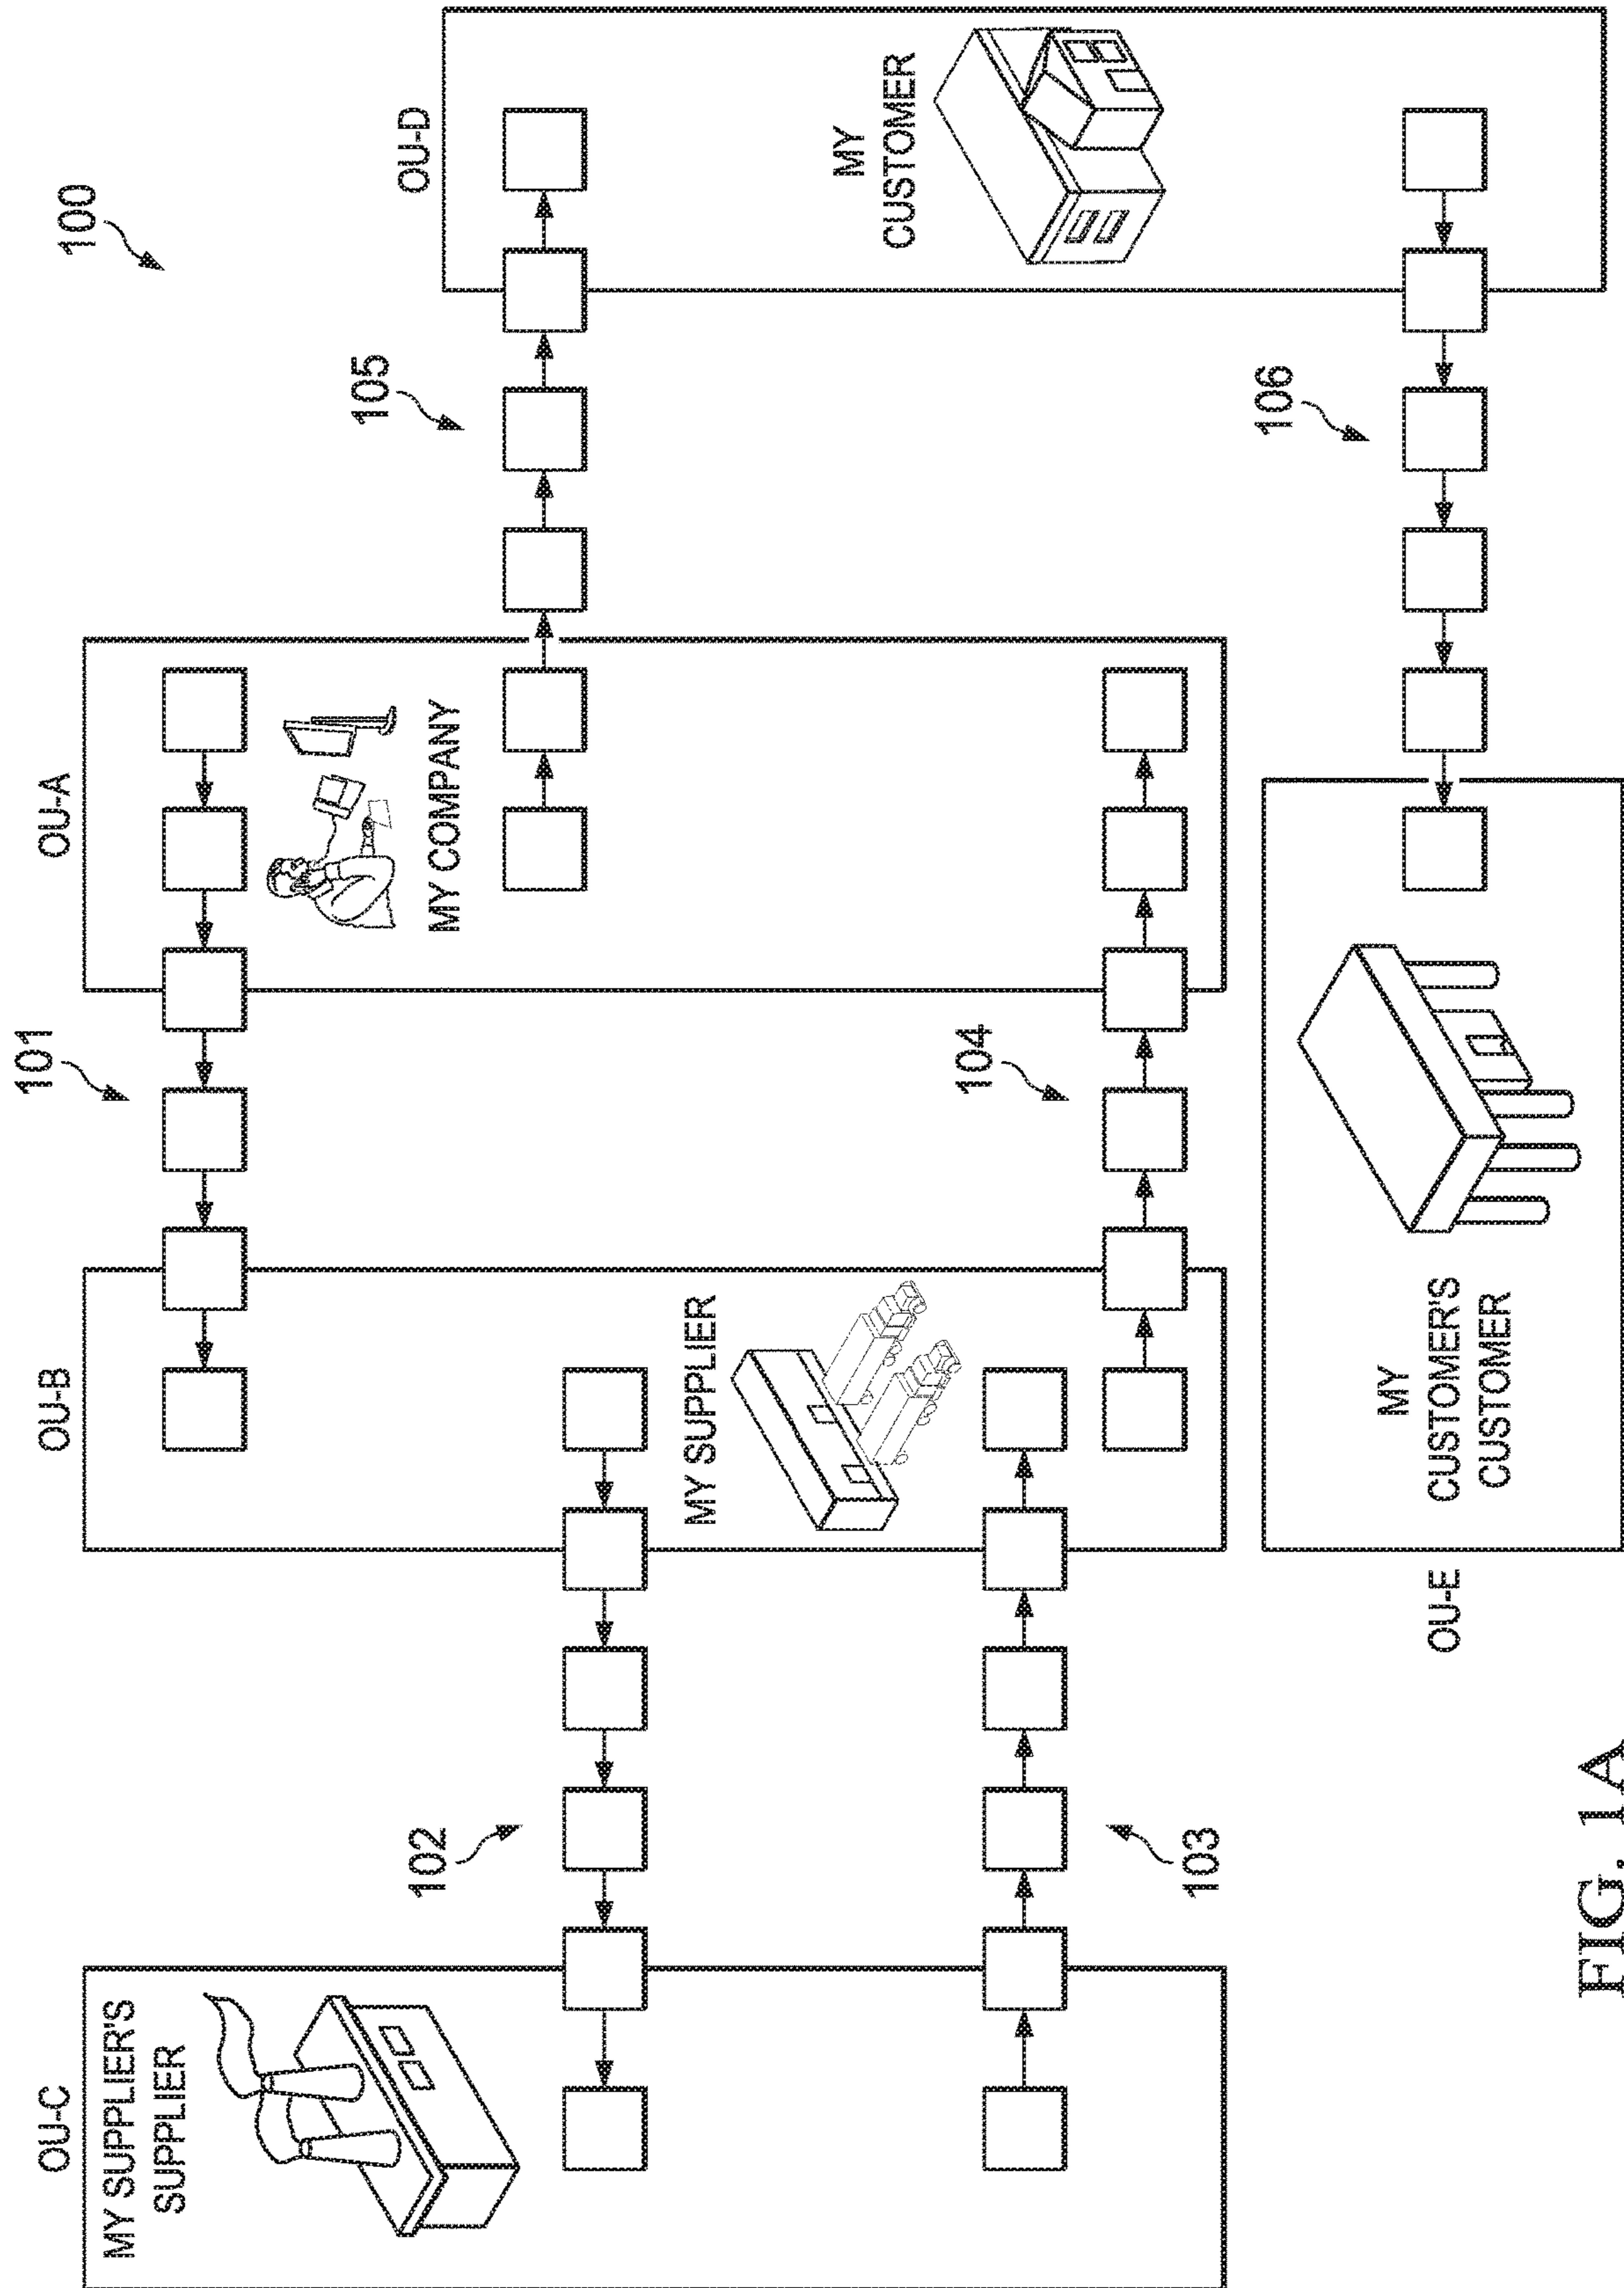 100
OU-C
OU-B
OU-A
OU-D
101
105
MY SUPPLIER'S
SUPPLIER
MY COMPANY
102
MY SUPPLIER
MY
CUSTOMER
104
103
106
OU-E
MY
CUSTOMER'S
CUSTOMER
FIG. 1A